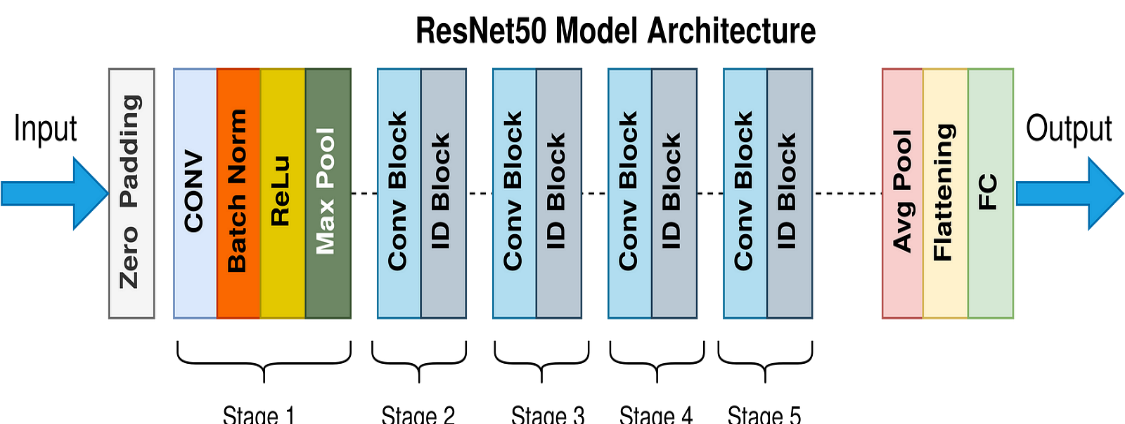 ResNet50 Model Architecture
Input
Zero Padding
CONV
Batch Norm
ReLu
Max Pool
Conv Block
ID Block
Conv Block
ID Block
Conv Block
ID Block
Conv Block
ID Block
Avg Pool
Flattening
FC
Output
Stage 1
Stage 2
Stage 3
Stage 4
Stage 5